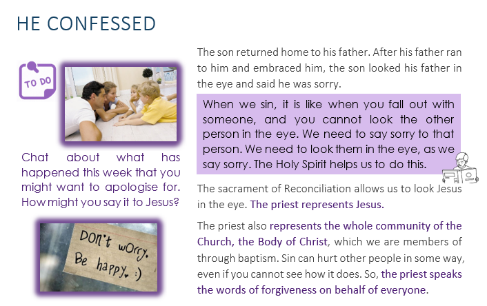 HE CONFESSED
TO DO
Chat about what has
happened this week that you
might want to apologise for.
How might you say it to Jesus?
DON'T WORRY.
Be happy. :)
The son returned home to his father. After his father ran
to him and embraced him, the son looked his father in
the eye and said he was sorry.
When we sin, it is like when you fall out with
someone, and you cannot look the other
person in the eye. We need to say sorry to that
person. We need to look them in the eye, as we
say sorry. The Holy Spirit helps us to do this.
The sacrament of Reconciliation allows us to look Jesus
in the eye. The priest represents Jesus.
The priest also represents the whole community of the
Church, the Body of Christ, which we are members of
through baptism. Sin can hurt other people in some way,
even if you cannot see how it does. So, the priest speaks
the words of forgiveness on behalf of everyone.